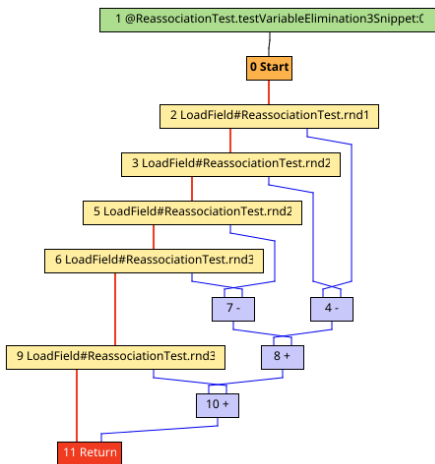 1 @ReassociationTest.testVariableElimination3Snippet:
0 Start
2 LoadField#ReassociationTest.rnd1
3 LoadField#ReassociationTest.rnd2
5 LoadField#ReassociationTest.rnd2
6 LoadField#ReassociationTest.rnd3
7 -
4 -
9 LoadField#ReassociationTest.rnd3
8 +
10 +
11 Return